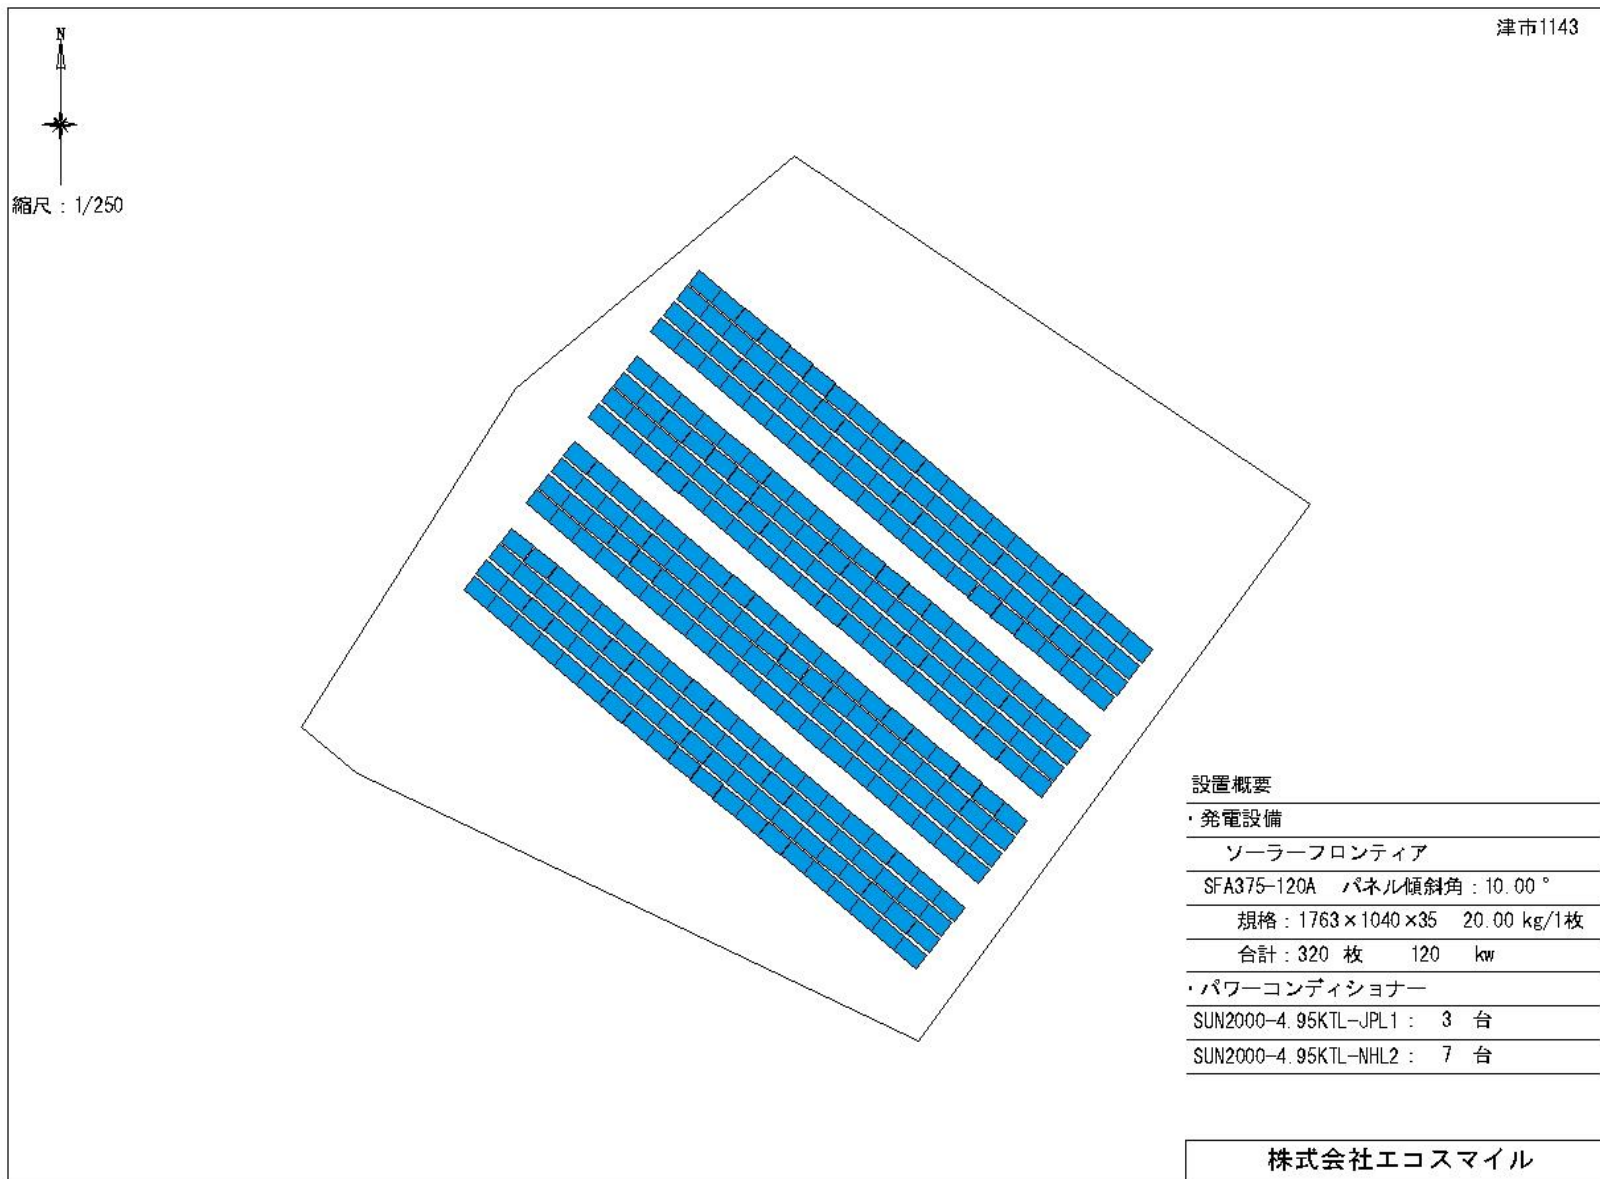 津市1143
N
縮尺：1/250
設置概要
・発電設備
ソーラーフロンティア
SFA375-120A パネル傾斜角：10.00°
規格：1763×1040×35 20.00 kg/1枚
合計：320 枚 120 kw
・パワーコンディショナー
SUN2000-4.95KTL-JPL1： 3 台
SUN2000-4.95KTL-NHL2： 7 台
株式会社エコスマイル